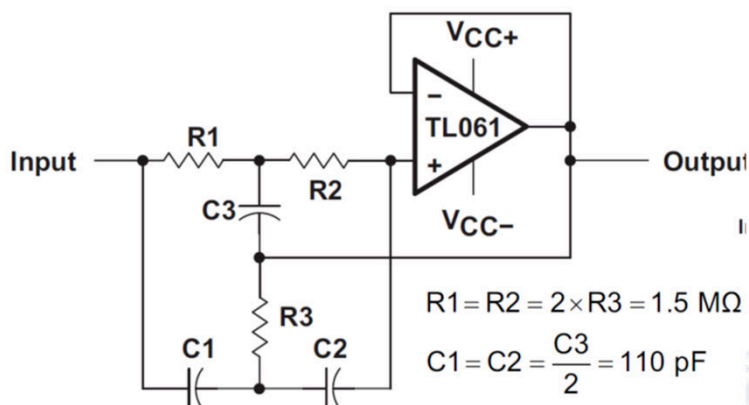 VCC+
R1
−
TL061
Input
+
Output
R2
C3
VCC−
R3
R1=R2=2×R3=1.5 MΩ
C1
C2
C1=C2=C3/2=110 pF